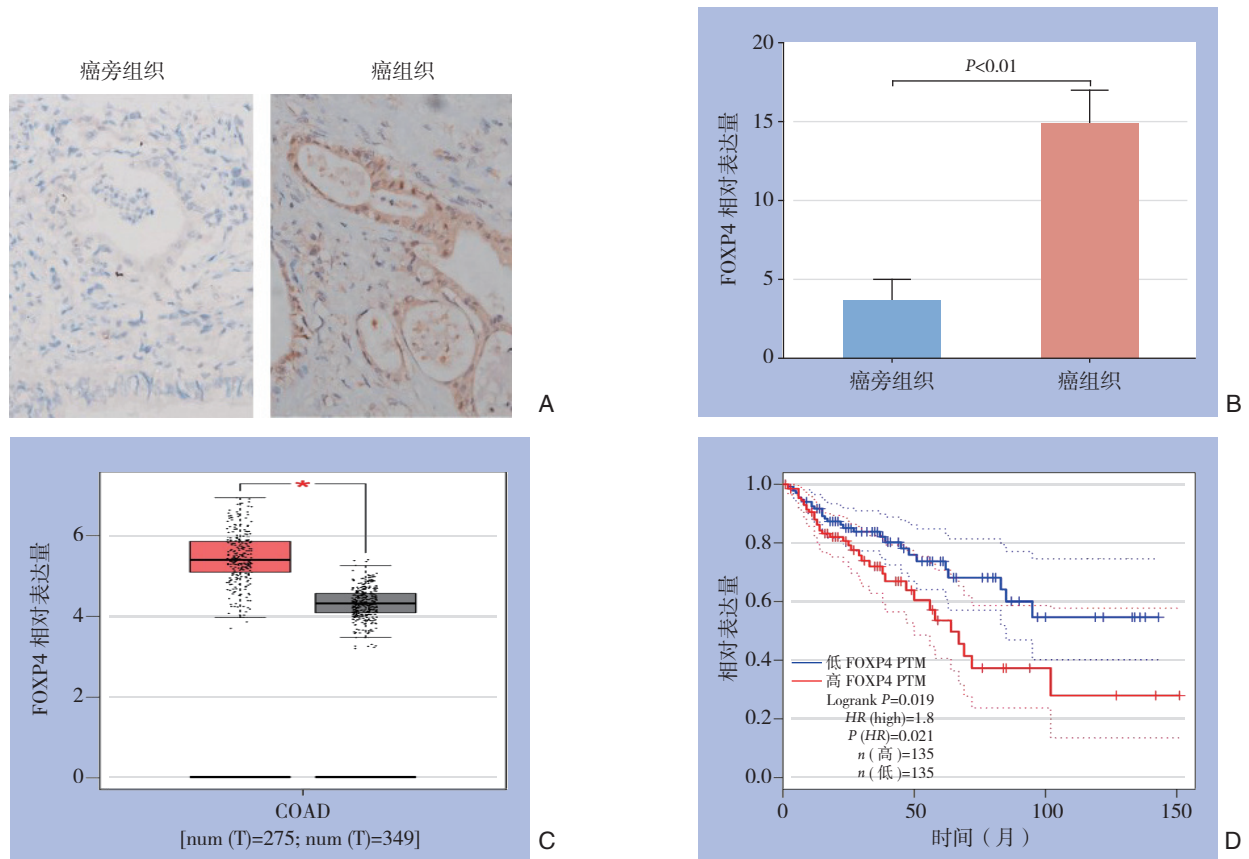 癌旁组织
癌组织
A
20
15
10
5
0
FOXP4 相对表达量
P<0.01
癌旁组织
癌组织
B
6
4
2
0
FOXP4 相对表达量
*
COAD
[num (T)=275; num (T)=349]
C
1.0
0.8
0.6
0.4
0.2
0.0
相对表达量
低 FOXP4 PTM
高 FOXP4 PTM
Logrank P=0.019
HR (high)=1.8
P (HR)=0.021
n ( 高 )=135
n ( 低 )=135
0
50
100
150
时间（月）
D